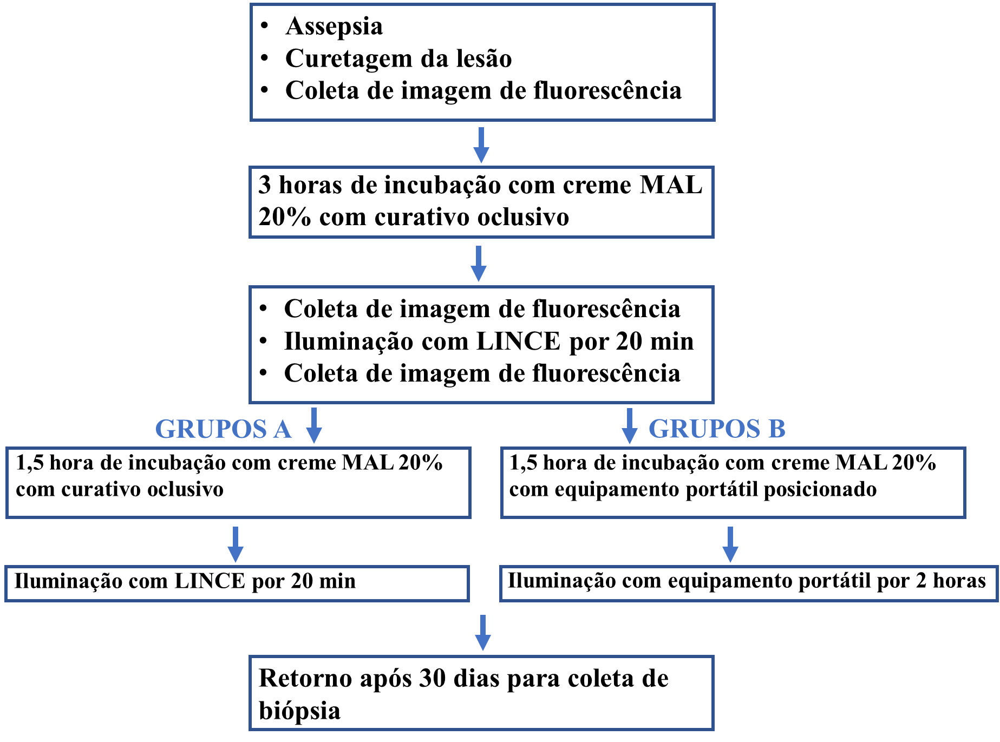 • Assepsia
• Curetagem da lesão
• Coleta de imagem de fluorescência
3 horas de incubação com creme MAL
20% com curativo oclusivo
• Coleta de imagem de fluorescência
• Iluminação com LINCE por 20 min
• Coleta de imagem de fluorescência
GRUPOS A
1,5 hora de incubação com creme MAL 20%
com curativo oclusivo
Iluminação com LINCE por 20 min
GRUPOS B
1,5 hora de incubação com creme MAL 20%
com equipamento portátil posicionado
Iluminação com equipamento portátil por 2 horas
Retorno após 30 dias para coleta de
biópsia